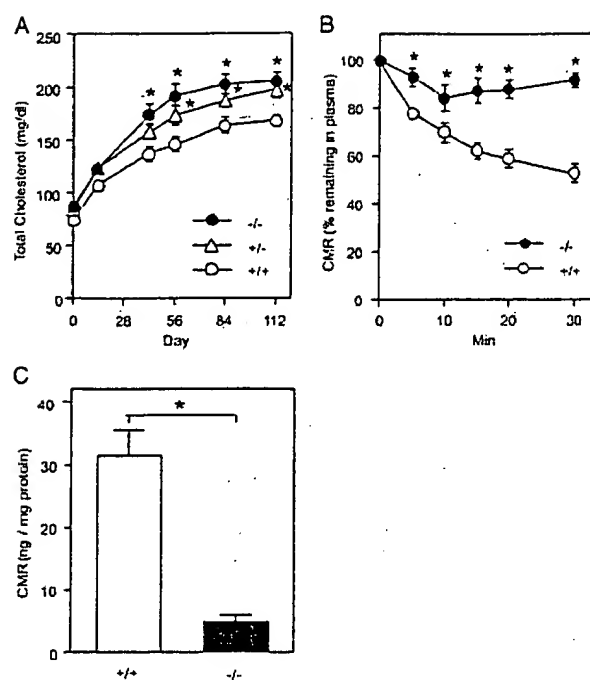 A
250
200
150
100
50
0
Total Cholesterol (mg/dl)
* * * *
* * *
-/-
+/-
+/+
0 28 56 84 112
Day
B
100
80
60
40
20
0
CMR (% remaining in plasma)
* * * * *
-/-
+/+
0 10 20 30
Min
C
40
30
20
10
0
CMR (ng / mg protein)
*
+/+ -/-